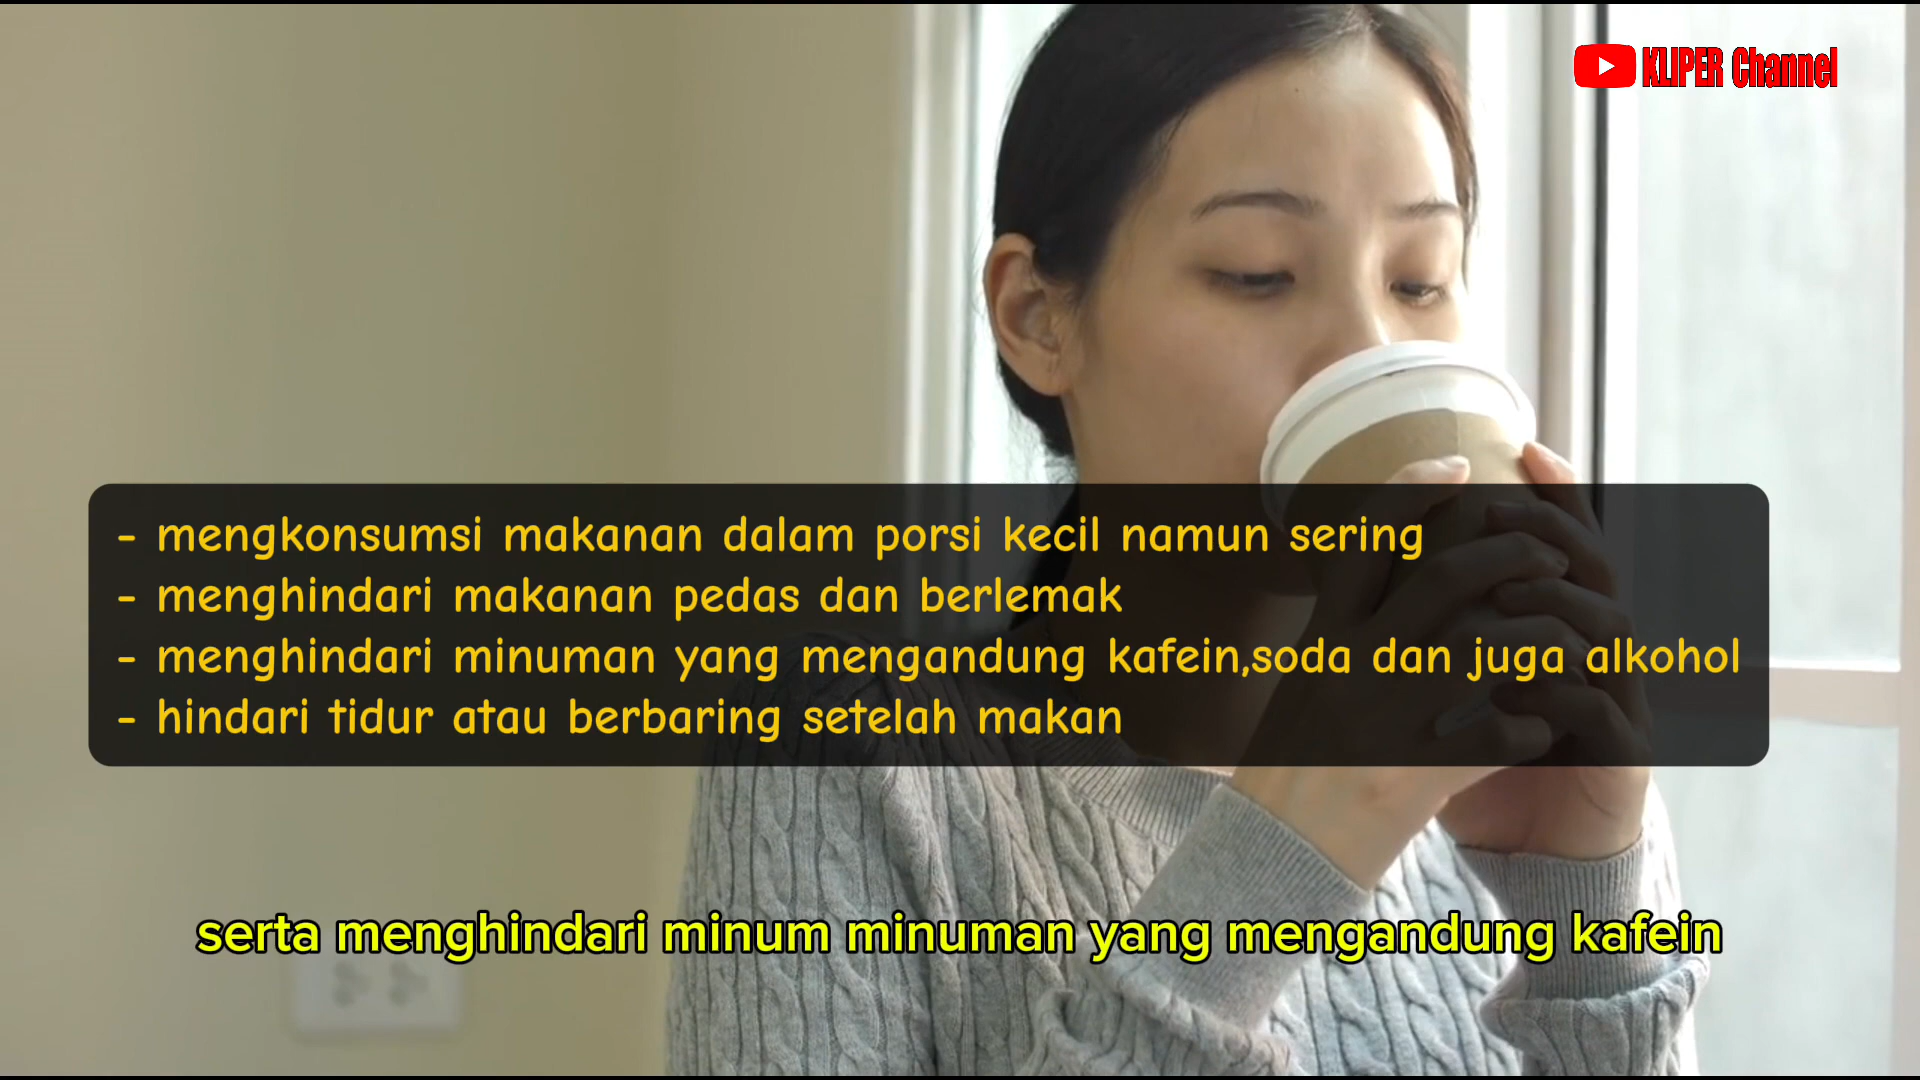 KLIPER Channel
- mengkonsumsi makanan dalam porsi kecil namun sering
- menghindari makanan pedas dan berlemak
- menghindari minuman yang mengandung kafein,soda dan juga alkohol
- hindari tidur atau berbaring setelah makan
serta menghindari minum minuman yang mengandung kafein